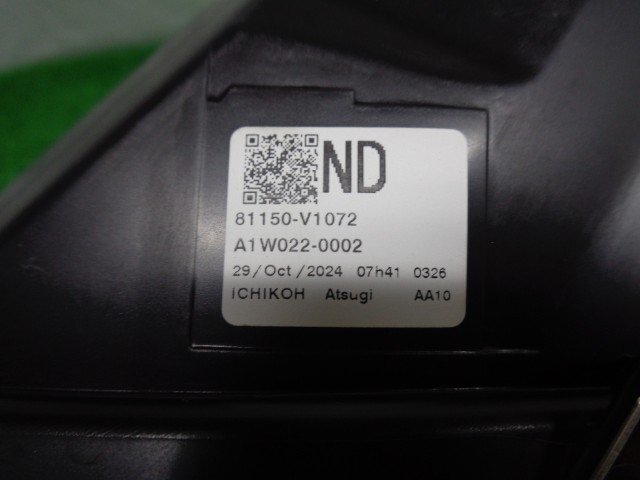 ND
81150-V1072
A1W022-0002
29/Oct/2024 07h41 0326
ICHIKOH Atsugi AA10